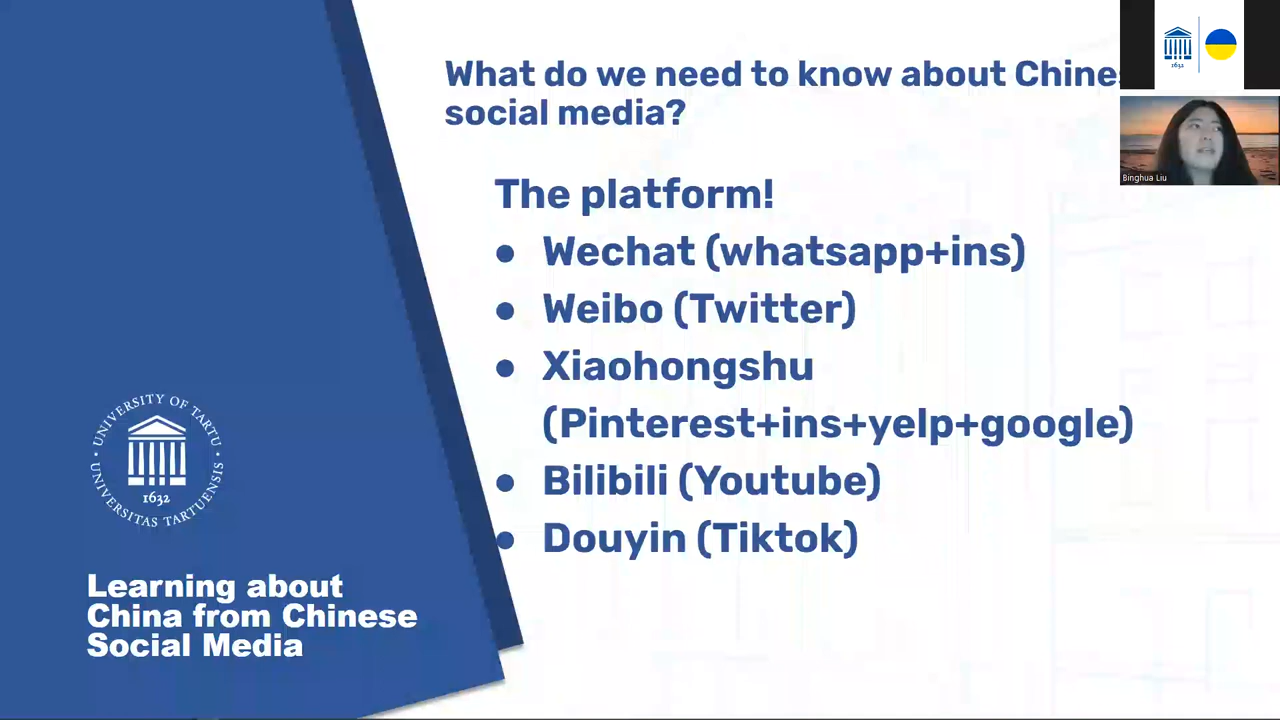 What do we need to know about Chine
social media?
The platform!
● Wechat (whatsapp+ins)
● Weibo (Twitter)
● Xiaohongshu
(Pinterest+ins+yelp+google)
● Bilibili (Youtube)
● Douyin (Tiktok)
UNIVERSITY OF TARTU
1632
UNIVERSITAS TARTUENSIS
Learning about
China from Chinese
Social Media
1632
Binghua Liu